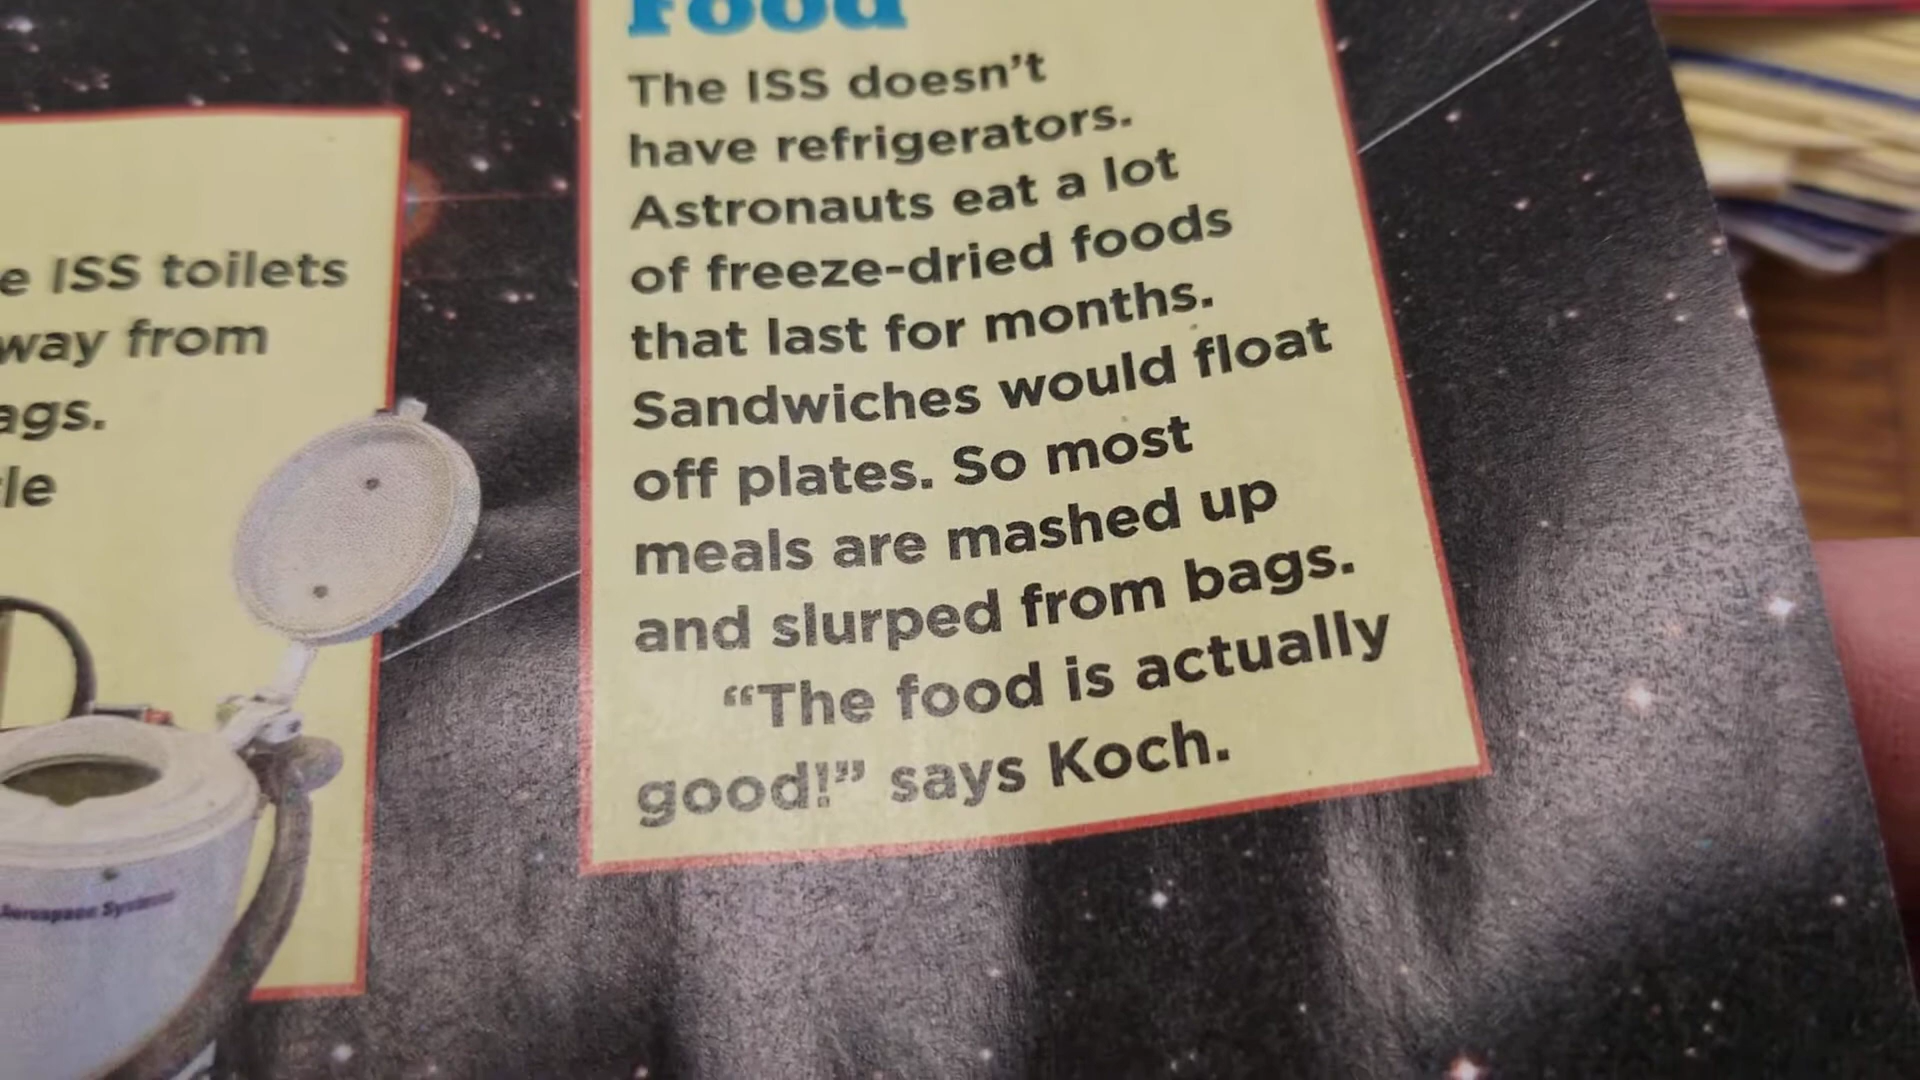 Food
The ISS doesn't
have refrigerators.
Astronauts eat a lot
of freeze-dried foods
that last for months.
Sandwiches would float
off plates. So most
meals are mashed up
and slurped from bags.
“The food is actually
good!” says Koch.
e ISS toilets
way from
ags.
le
Aerospace Systems